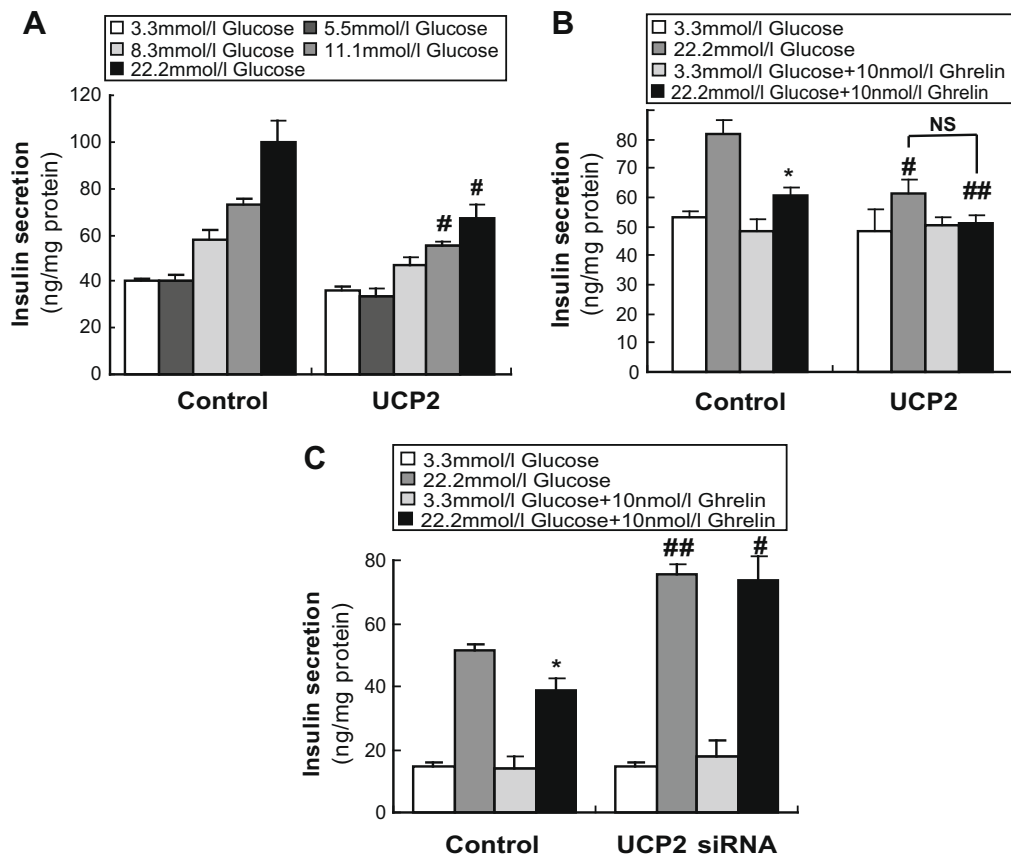 A
3.3mmol/l Glucose 5.5mmol/l Glucose
8.3mmol/l Glucose 11.1mmol/l Glucose
22.2mmol/l Glucose
Insulin secretion
(ng/mg protein)
120
100
80
60
40
20
0
# #
Control UCP2
B
3.3mmol/l Glucose
22.2mmol/l Glucose
3.3mmol/l Glucose+10nmol/l Ghrelin
22.2mmol/l Glucose+10nmol/l Ghrelin
Insulin secretion
(ng/mg protein)
80
70
60
50
40
30
20
10
0
*
NS
# ##
Control UCP2
C
3.3mmol/l Glucose
22.2mmol/l Glucose
3.3mmol/l Glucose+10nmol/l Ghrelin
22.2mmol/l Glucose+10nmol/l Ghrelin
Insulin secretion
(ng/mg protein)
80
60
40
20
0
*
## #
Control UCP2 siRNA